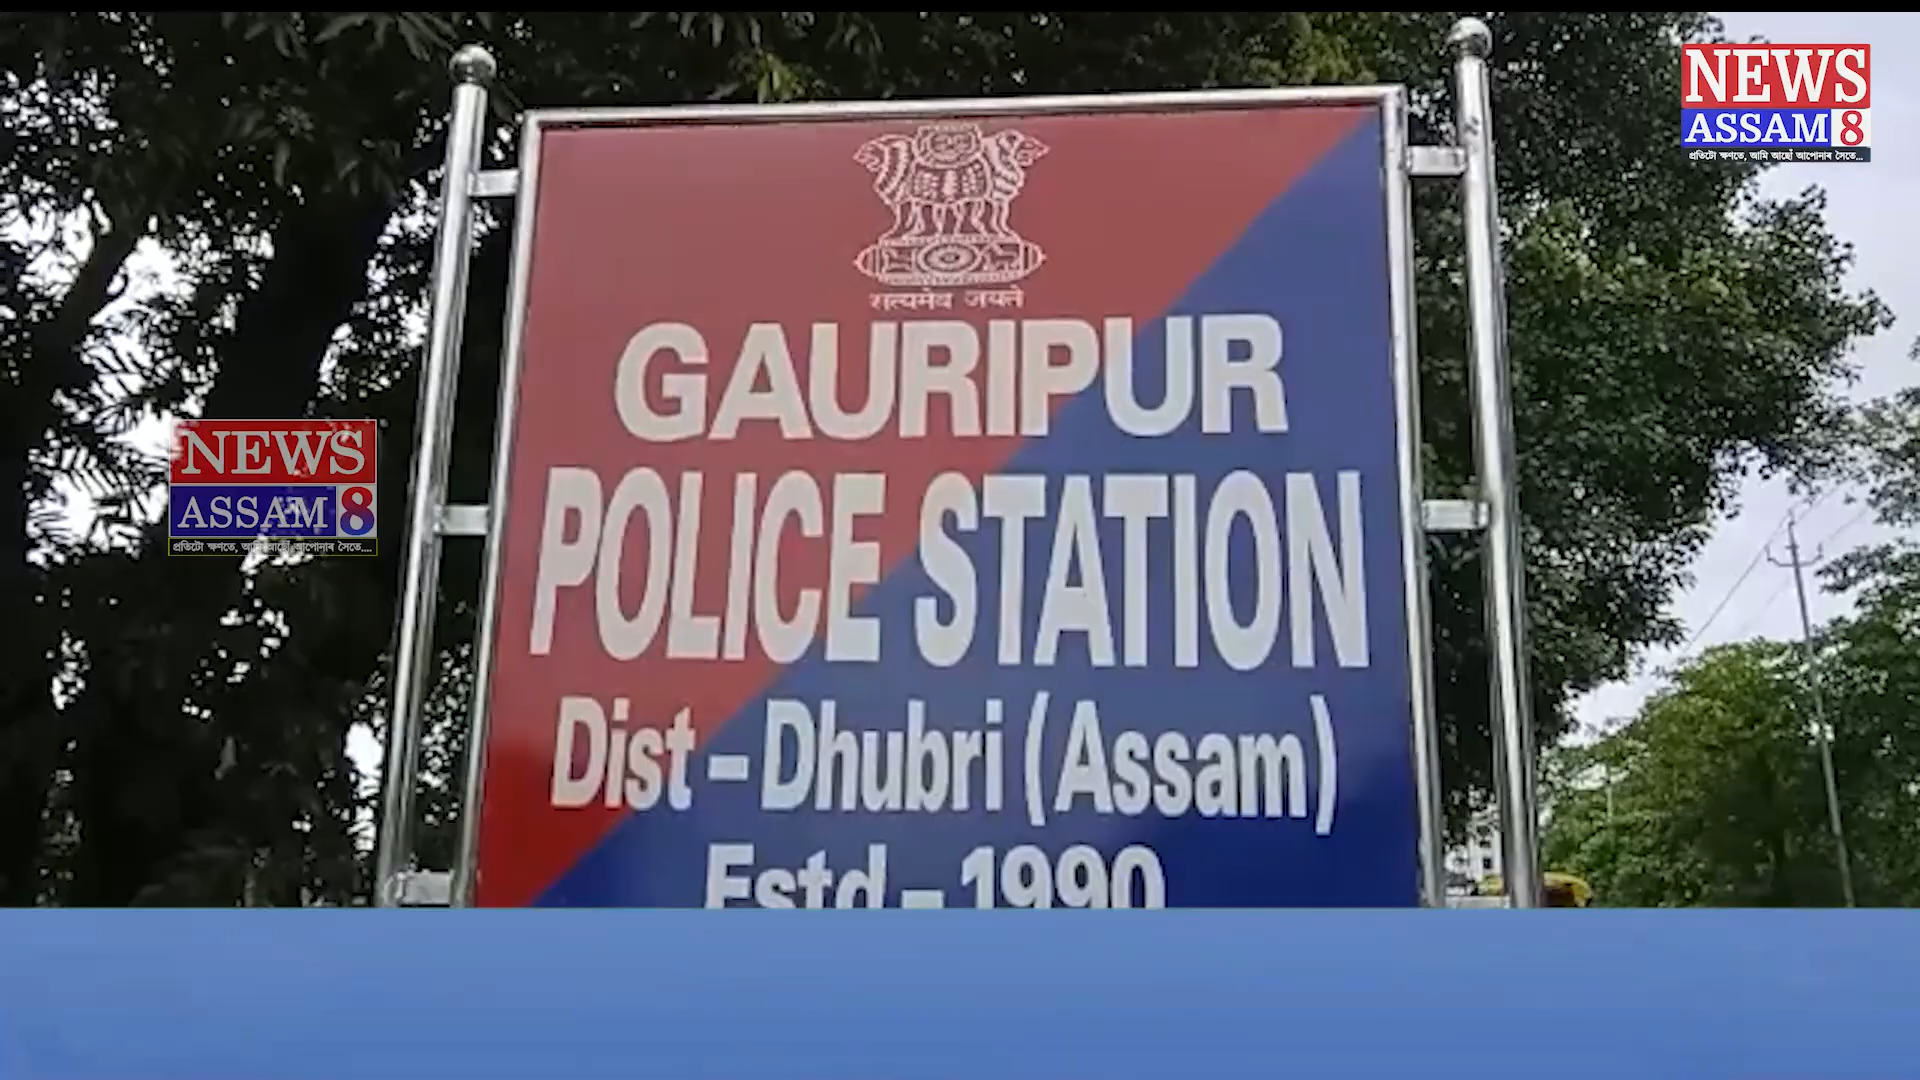 NEWS
ASSAM 8
প্ৰতিটো ক্ষণতে, আমি আছোঁ আপোনাৰ সৈতে...
सत्यमेव जयते
GAURIPUR
POLICE STATION
Dist - Dhubri (Assam)
Estd - 1990
NEWS
ASSAM 8
প্ৰতিটো ক্ষণতে, আমি আছোঁ আপোনাৰ সৈতে....